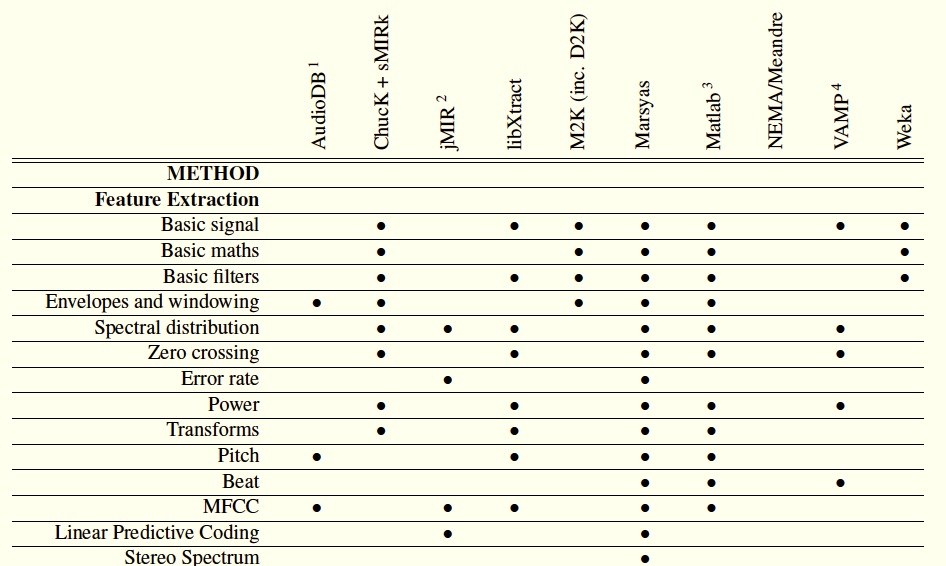 AudioDB 1 ChucK + sMIRk jMIR 2 libXtract M2K (inc. D2K) Marsyas Matlab 3 NEMA/Meandre VAMP 4 Weka
METHOD
Feature Extraction
Basic signal • • • • • • •
Basic maths • • • • •
Basic filters • • • • • •
Envelopes and windowing • • • • •
Spectral distribution • • • • • •
Zero crossing • • • • •
Error rate • •
Power • • • • •
Transforms • • • •
Pitch • • • •
Beat • • •
MFCC • • • • •
Linear Predictive Coding • •
Stereo Spectrum •